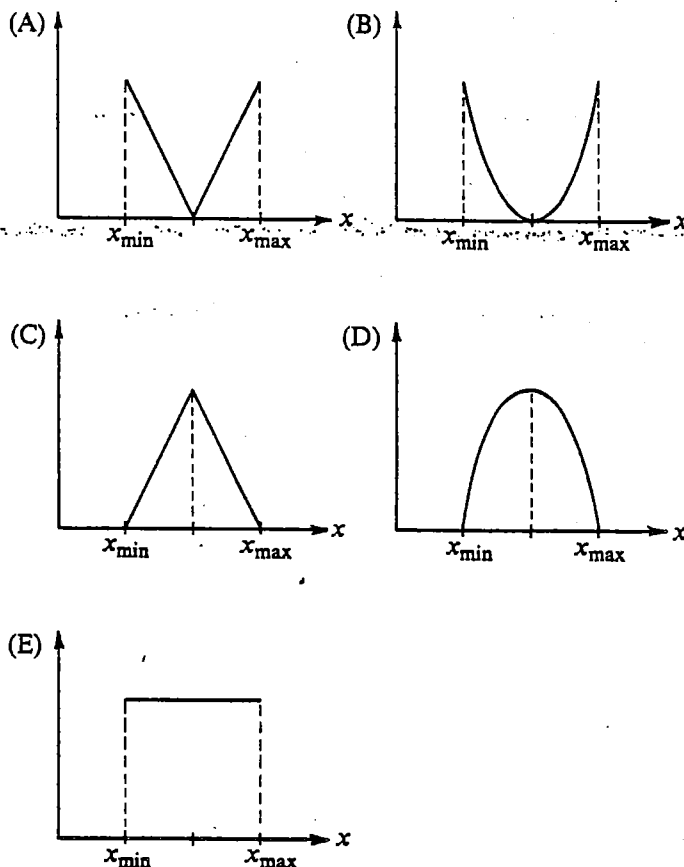 (A) (B)
x x
x_min x_max x_min x_max
(C) (D)
x x
x_min x_max x_min x_max
(E)
x
x_min x_max